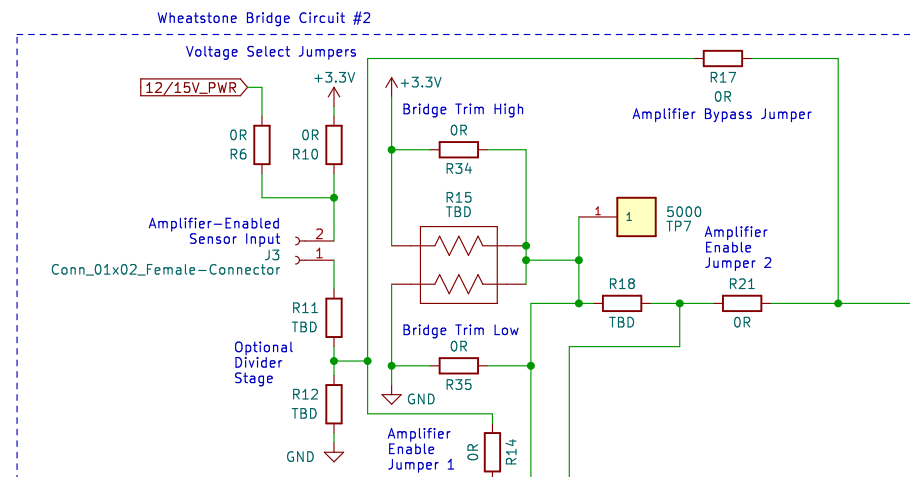 Wheatstone Bridge Circuit #2
Voltage Select Jumpers
12/15V_PWR
+3.3V
+3.3V
0R
R6
0R
R10
Bridge Trim High
0R
R34
R15
TBD
R17
0R
Amplifier Bypass Jumper
Amplifier-Enabled
Sensor Input
2
J3
1
Conn_01x02_Female-Connector
1
1
5000
TP7
Amplifier
Enable
Jumper 2
R11
TBD
R18
TBD
R21
0R
Optional
Divider
Stage
Bridge Trim Low
0R
R35
R12
TBD
GND
GND
Amplifier
Enable
Jumper 1
0R
R14